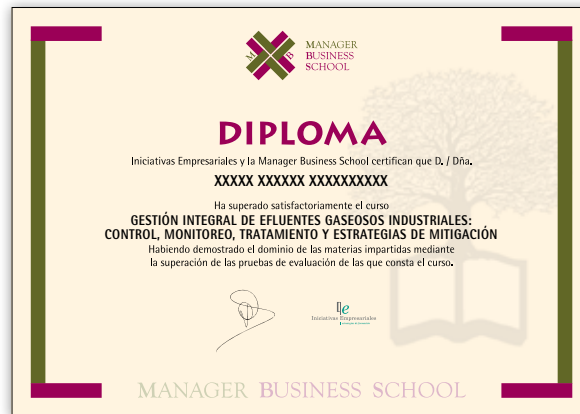 M B
MANAGER
BUSINESS
SCHOOL
DIPLOMA
Iniciativas Empresariales y la Manager Business School certifican que D. / Dña.
XXXXX XXXXXX XXXXXXXXXX
Ha superado satisfactoriamente el curso
GESTIÓN INTEGRAL DE EFLUENTES GASEOSOS INDUSTRIALES:
CONTROL, MONITOREO, TRATAMIENTO Y ESTRATEGIAS DE MITIGACIÓN
Habiendo demostrado el dominio de las materias impartidas mediante
la superación de las pruebas de evaluación de las que consta el curso.
Iniciativas Empresariales
MANAGER BUSINESS SCHOOL